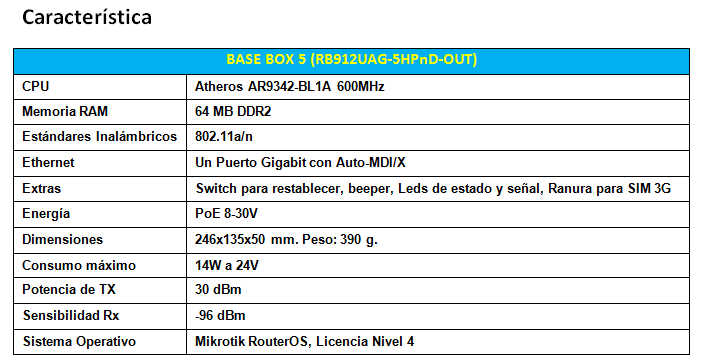 Característica
BASE BOX 5 (RB912UAG-5HPnD-OUT)
CPU Atheros AR9342-BL1A 600MHz
Memoria RAM 64 MB DDR2
Estándares Inalámbricos 802.11a/n
Ethernet Un Puerto Gigabit con Auto-MDI/X
Extras Switch para restablecer, beeper, Leds de estado y señal, Ranura para SIM 3G
Energía PoE 8-30V
Dimensiones 246x135x50 mm. Peso: 390 g.
Consumo máximo 14W a 24V
Potencia de TX 30 dBm
Sensibilidad Rx -96 dBm
Sistema Operativo Mikrotik RouterOS, Licencia Nivel 4